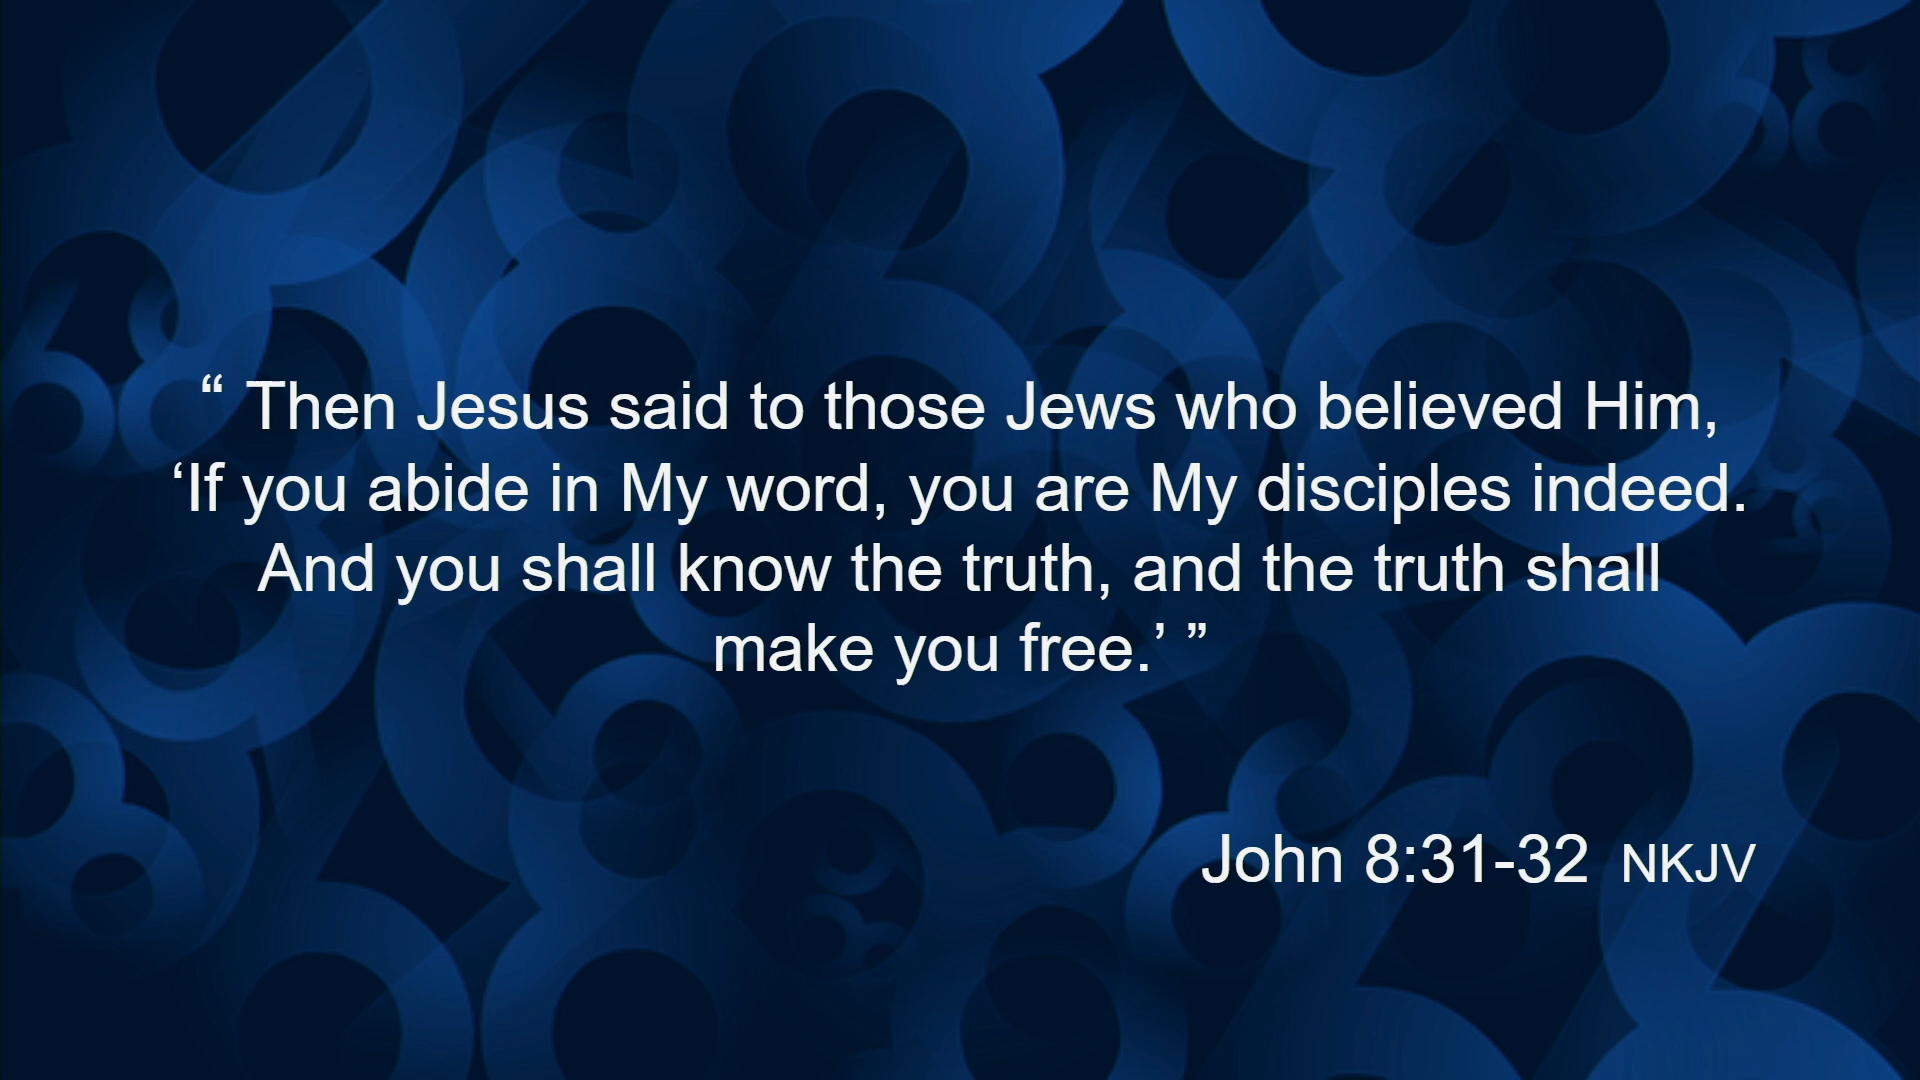 “ Then Jesus said to those Jews who believed Him,
‘If you abide in My word, you are My disciples indeed.
And you shall know the truth, and the truth shall
make you free.’ ”
John 8:31-32 NKJV